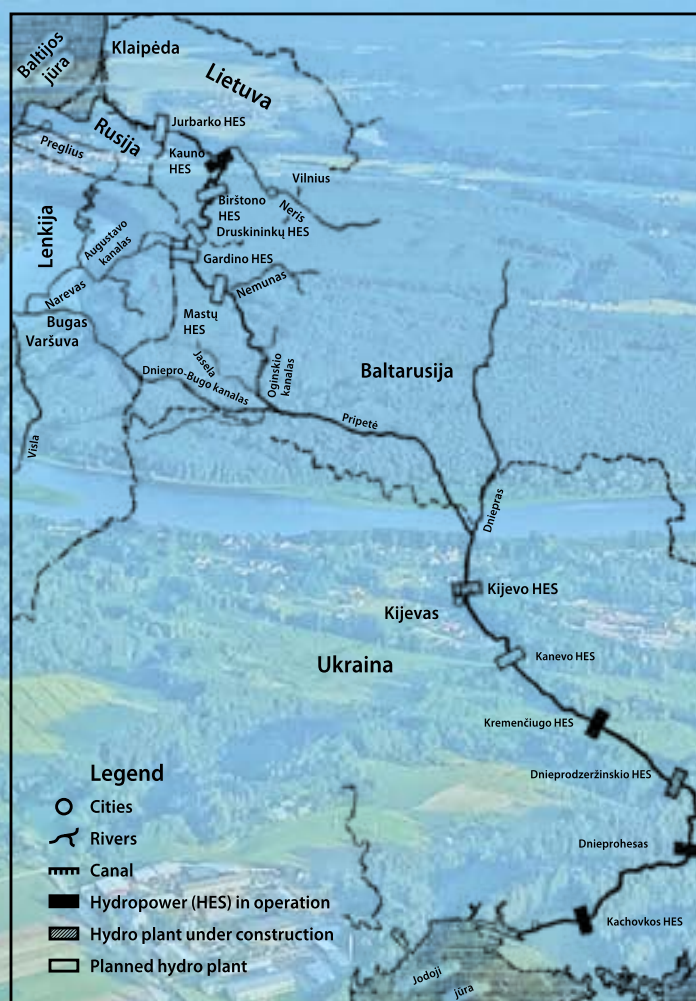 Baltijos
jūra
Klaipėda
Lietuva
Jurbarko HES
Rusija
Preglius
Kauno
HES
Vilnius
Birštono
HES
Neris
Druskininkų HES
Lenkija
Augustavo
kanalas
Gardino HES
Nemunas
Narevas
Mastų
HES
Bugas
Varšuva
Jasela
Dniepro-Bugo kanalas
Oginskio
kanalas
Baltarusija
Pripetė
Visla
Dniepras
Kijevo HES
Kijevas
Ukraina
Kanevo HES
Kremenčiugo HES
Dnieprodzeržinskio HES
Dnieprohesas
Kachovkos HES
Jodoji
jūra
Legend
Cities
Rivers
Canal
Hydropower (HES) in operation
Hydro plant under construction
Planned hydro plant